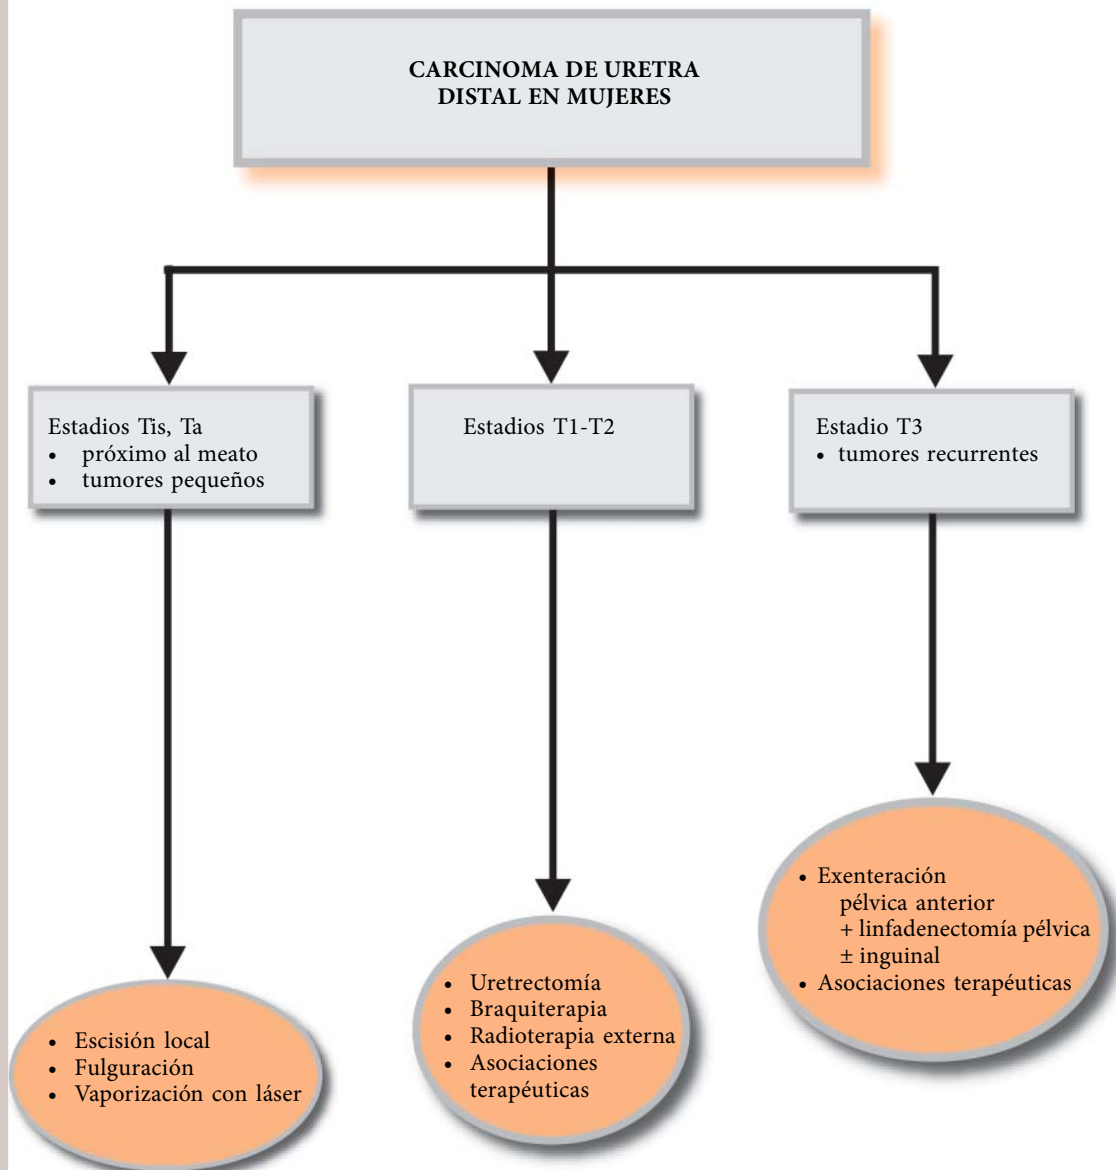 CARCINOMA DE URETRA
DISTAL EN MUJERES
Estadios Tis, Ta
• próximo al meato
• tumores pequeños
Estadios T1-T2
Estadio T3
• tumores recurrentes
• Escisión local
• Fulguración
• Vaporización con láser
• Uretrectomía
• Braquiterapia
• Radioterapia externa
• Asociaciones
terapéuticas
• Exenteración
pélvica anterior
+ linfadenectomía pélvica
± inguinal
• Asociaciones terapéuticas